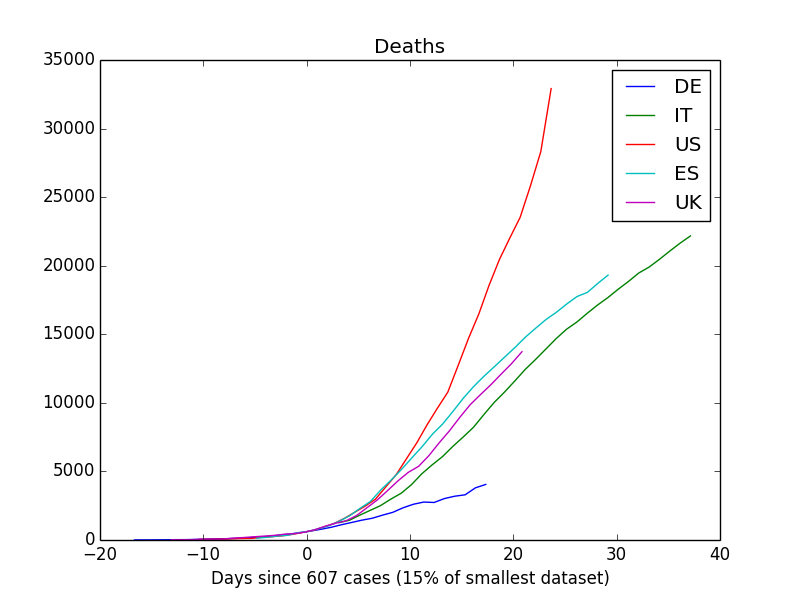 Deaths
35000
30000
25000
20000
15000
10000
5000
0
−20 −10 0 10 20 30 40
Days since 607 cases (15% of smallest dataset)
DE
IT
US
ES
UK